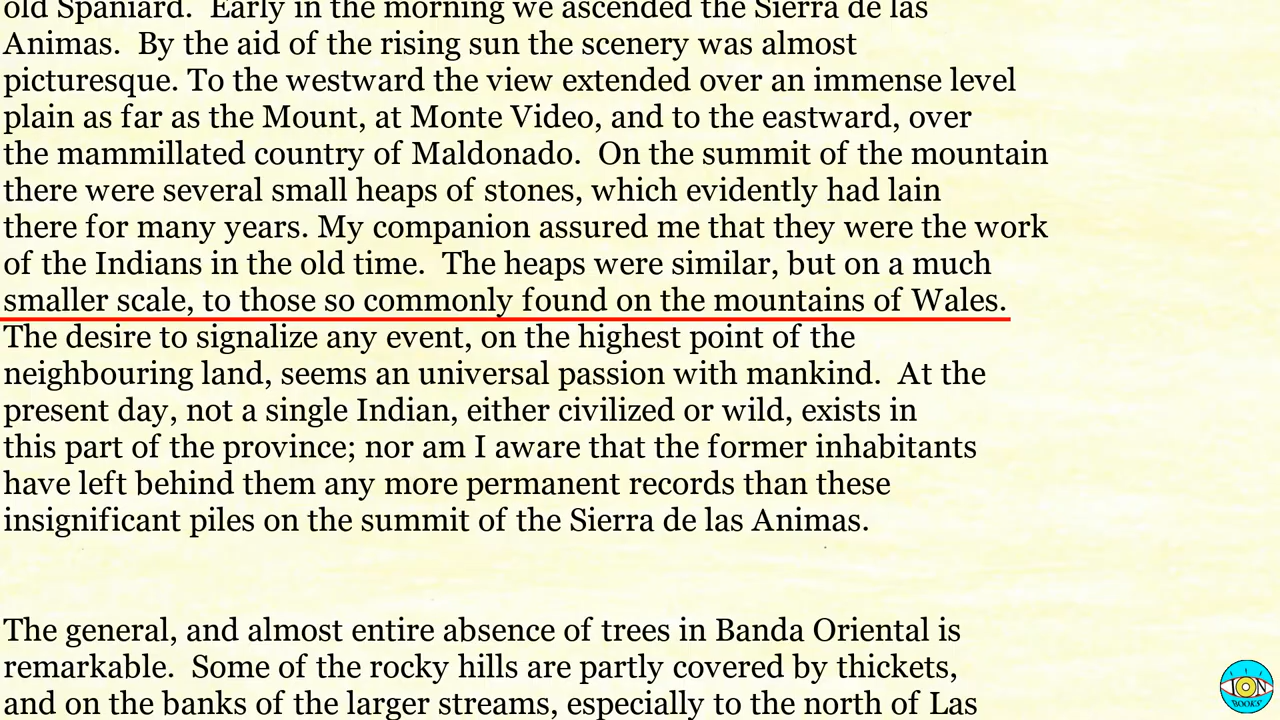 old Spaniard.  Early in the morning we ascended the Sierra de las
Animas.  By the aid of the rising sun the scenery was almost
picturesque. To the westward the view extended over an immense level
plain as far as the Mount, at Monte Video, and to the eastward, over
the mammillated country of Maldonado.  On the summit of the mountain
there were several small heaps of stones, which evidently had lain
there for many years. My companion assured me that they were the work
of the Indians in the old time.  The heaps were similar, but on a much
smaller scale, to those so commonly found on the mountains of Wales.
The desire to signalize any event, on the highest point of the
neighbouring land, seems an universal passion with mankind.  At the
present day, not a single Indian, either civilized or wild, exists in
this part of the province; nor am I aware that the former inhabitants
have left behind them any more permanent records than these
insignificant piles on the summit of the Sierra de las Animas.
The general, and almost entire absence of trees in Banda Oriental is
remarkable.  Some of the rocky hills are partly covered by thickets,
and on the banks of the larger streams, especially to the north of Las
ION
BOOKS